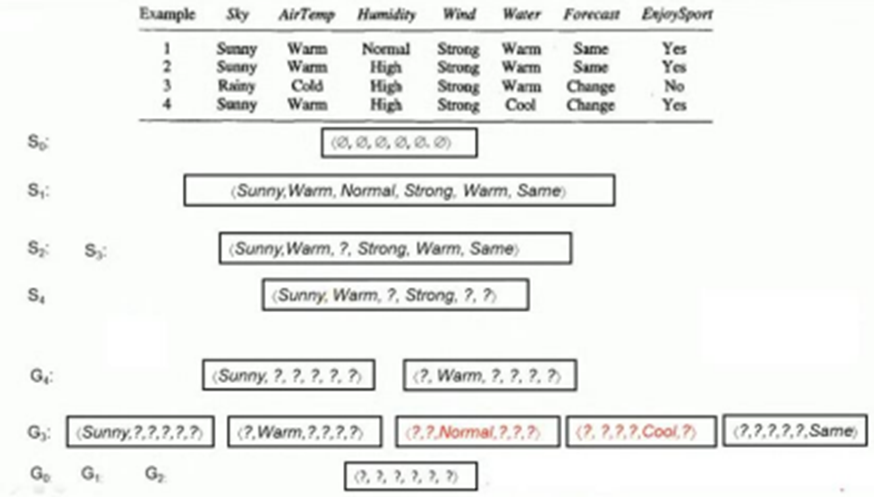 Example Sky AirTemp Humidity Wind Water Forecast EnjoySport
1 Sunny Warm Normal Strong Warm Same Yes
2 Sunny Warm High Strong Warm Same Yes
3 Rainy Cold High Strong Warm Change No
4 Sunny Warm High Strong Cool Change Yes
S₀: ⟨∅, ∅, ∅, ∅, ∅, ∅⟩
S₁: ⟨Sunny,Warm, Normal, Strong, Warm, Same⟩
S₂: S₃: ⟨Sunny,Warm, ?, Strong, Warm, Same⟩
S₄ ⟨Sunny, Warm, ?, Strong, ?, ?⟩
G₄: ⟨Sunny, ?, ?, ?, ?, ?⟩ ⟨?, Warm, ?, ?, ?, ?⟩
G₃: ⟨Sunny,?,?,?,?,?⟩ ⟨?,Warm,?,?,?,?⟩ ⟨?,?,Normal,?,?,?⟩ ⟨?, ?,?,?,Cool,?⟩ ⟨?,?,?,?,?,Same⟩
G₀ G₁: G₂: ⟨?, ?, ?, ?, ?, ?⟩